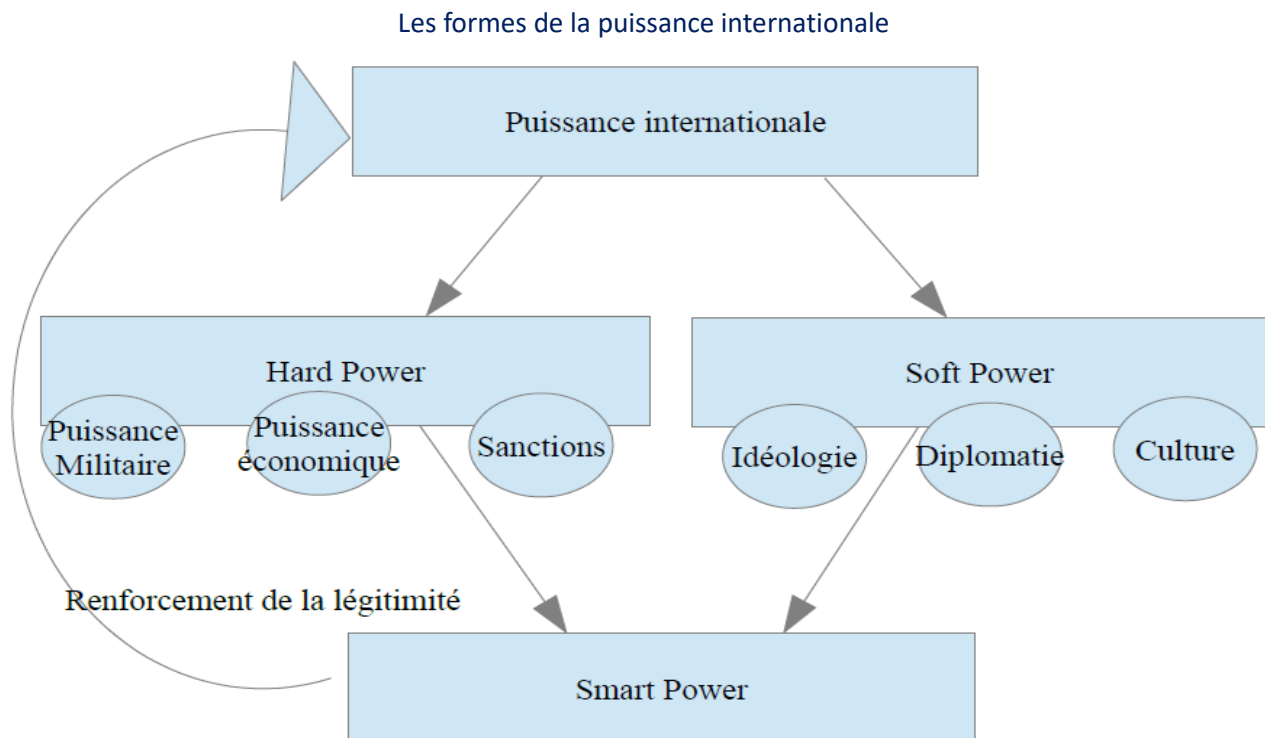 Les formes de la puissance internationale
Puissance internationale
Hard Power
Puissance
Militaire
Puissance
économique
Sanctions
Soft Power
Idéologie
Diplomatie
Culture
Renforcement de la légitimité
Smart Power